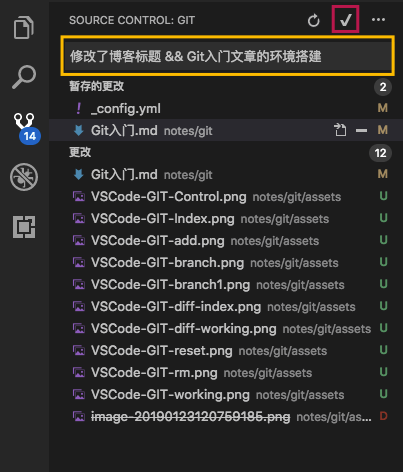 SOURCE CONTROL: GIT
修改了博客标题 && Git入门文章的环境搭建
暂存的更改 2
! _config.yml M
Git入门.md notes/git M
更改 12
Git入门.md notes/git M
VSCode-GIT-Control.png notes/git/assets U
VSCode-GIT-Index.png notes/git/assets U
VSCode-GIT-add.png notes/git/assets U
VSCode-GIT-branch.png notes/git/assets U
VSCode-GIT-branch1.png notes/git/assets U
VSCode-GIT-diff-index.png notes/git/assets U
VSCode-GIT-diff-working.png notes/git/assets U
VSCode-GIT-reset.png notes/git/assets U
VSCode-GIT-rm.png notes/git/assets U
VSCode-GIT-working.png notes/git/assets U
image-20190123120759185.png notes/git/as... D
14